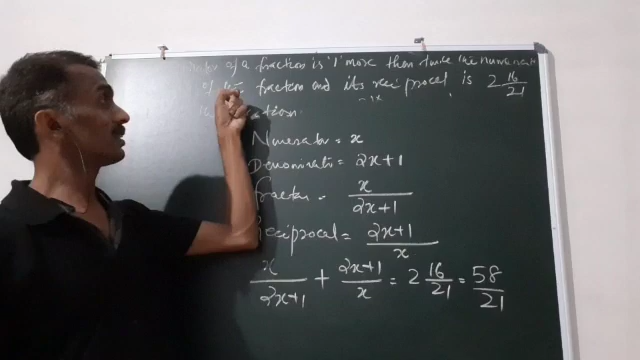 of a fraction is 1 more then twice the numerator
of fraction and its reciprocal is 2 16/21
Numerator = x
Denominator = 2x+1
fraction = x/2x+1
Reciprocal = 2x+1/x
x/2x+1 + 2x+1/x = 2 16/21 = 58/21